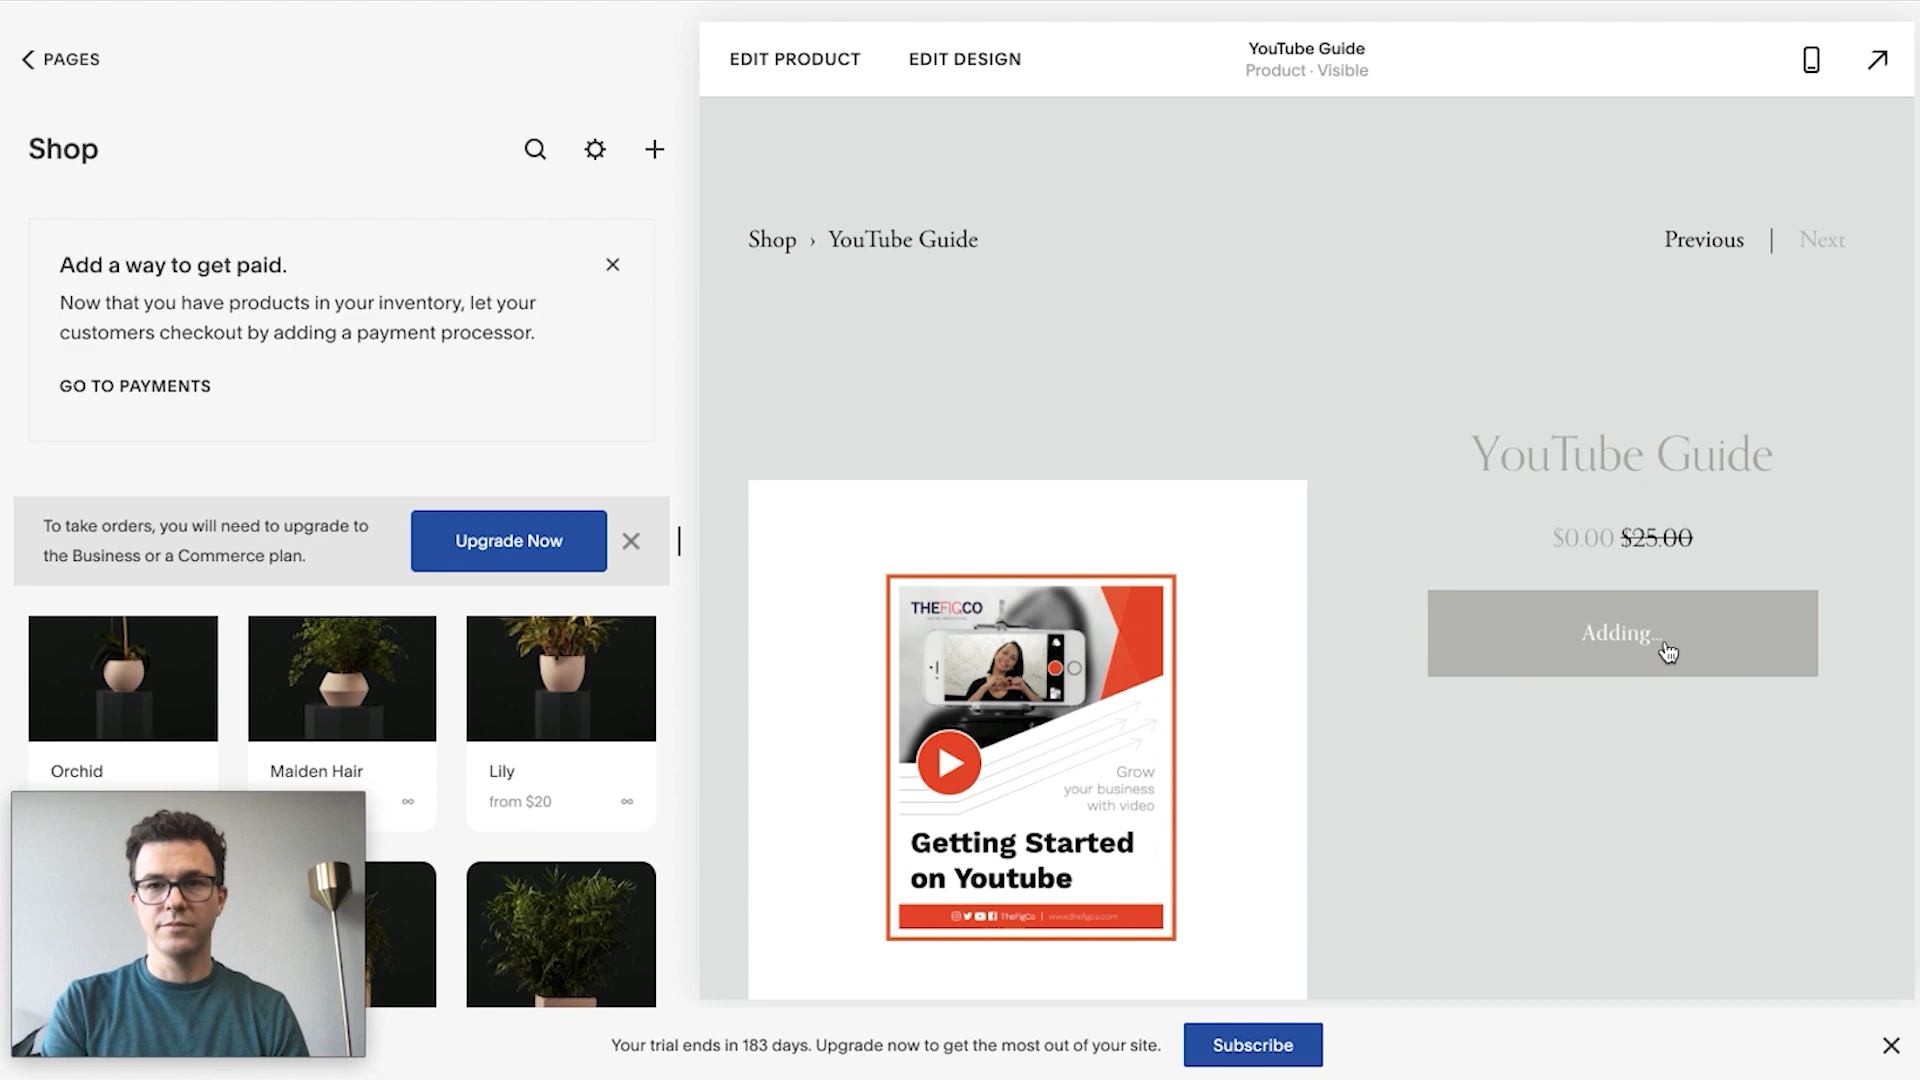 PAGES
Shop
Add a way to get paid.
Now that you have products in your inventory, let your
customers checkout by adding a payment processor.
GO TO PAYMENTS
To take orders, you will need to upgrade to
the Business or a Commerce plan.
Upgrade Now
Orchid
Maiden Hair
Lily
from $20
EDIT PRODUCT
EDIT DESIGN
YouTube Guide
Product · Visible
Shop › YouTube Guide
Previous | Next
THEFIGCO
Grow
your business
with video
Getting Started
on Youtube
TheFigCo | www.thefigco.com
YouTube Guide
$0.00 $25.00
Adding...
Your trial ends in 183 days. Upgrade now to get the most out of your site.
Subscribe